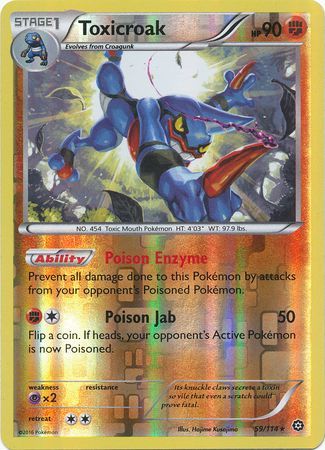 STAGE1
Toxicroak
HP 90
Evolves from Croagunk
NO. 454 Toxic Mouth Pokémon HT: 4'03" WT: 97.9 lbs.
Ability Poison Enzyme
Prevent all damage done to this Pokémon by attacks
from your opponent's Poisoned Pokémon.
Poison Jab 50
Flip a coin. If heads, your opponent's Active Pokémon
is now Poisoned.
weakness resistance
×2
retreat
Its knuckle claws secrete a toxin
so vile that even a scratch could
prove fatal.
Illus. Hajime Kusajima
©2016 Pokémon
59/114 ★